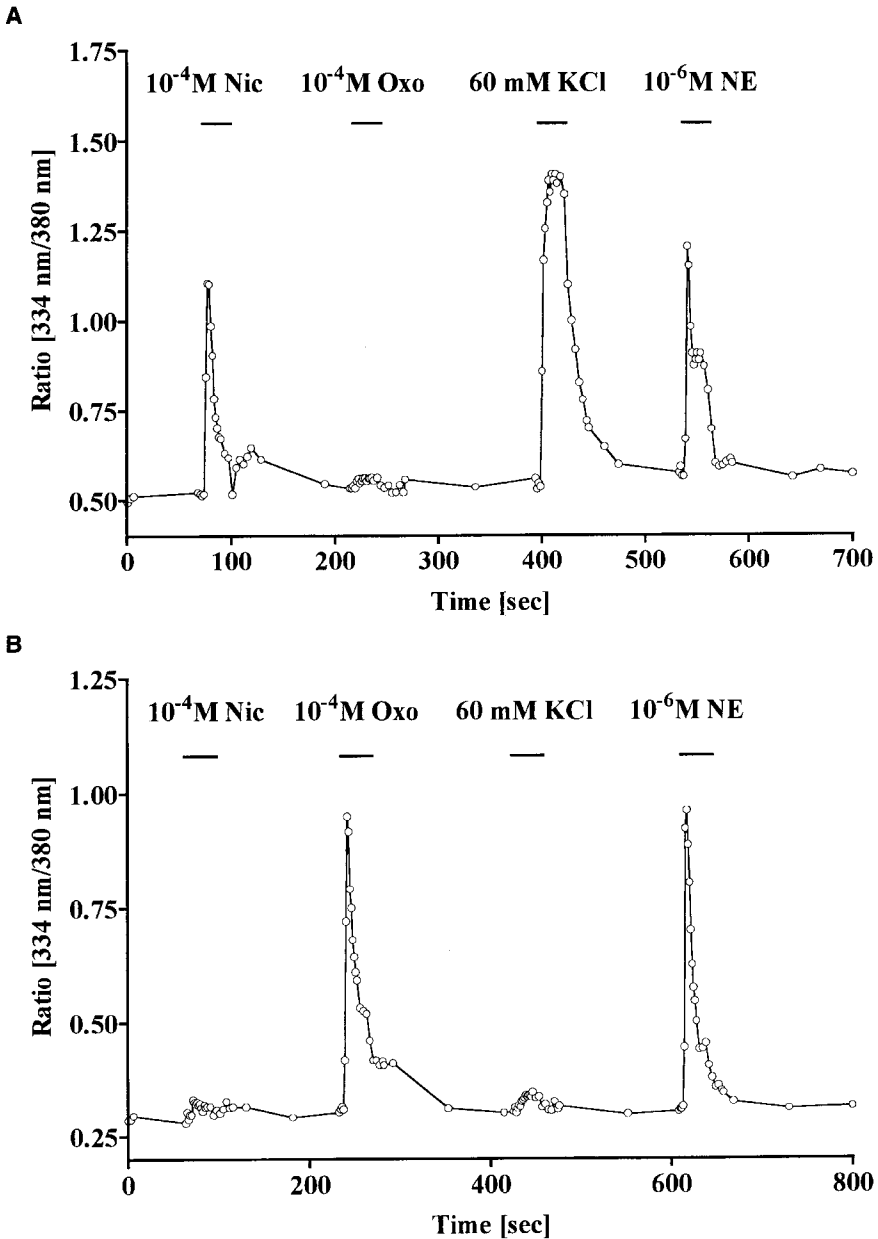 A
10⁻⁴M Nic 10⁻⁴M Oxo 60 mM KCl 10⁻⁶M NE
1.75
1.50
1.25
1.00
0.75
0.50
Ratio [334 nm/380 nm]
0 100 200 300 400 500 600 700
Time [sec]
B
10⁻⁴M Nic 10⁻⁴M Oxo 60 mM KCl 10⁻⁶M NE
1.25
1.00
0.75
0.50
0.25
Ratio [334 nm/380 nm]
0 200 400 600 800
Time [sec]